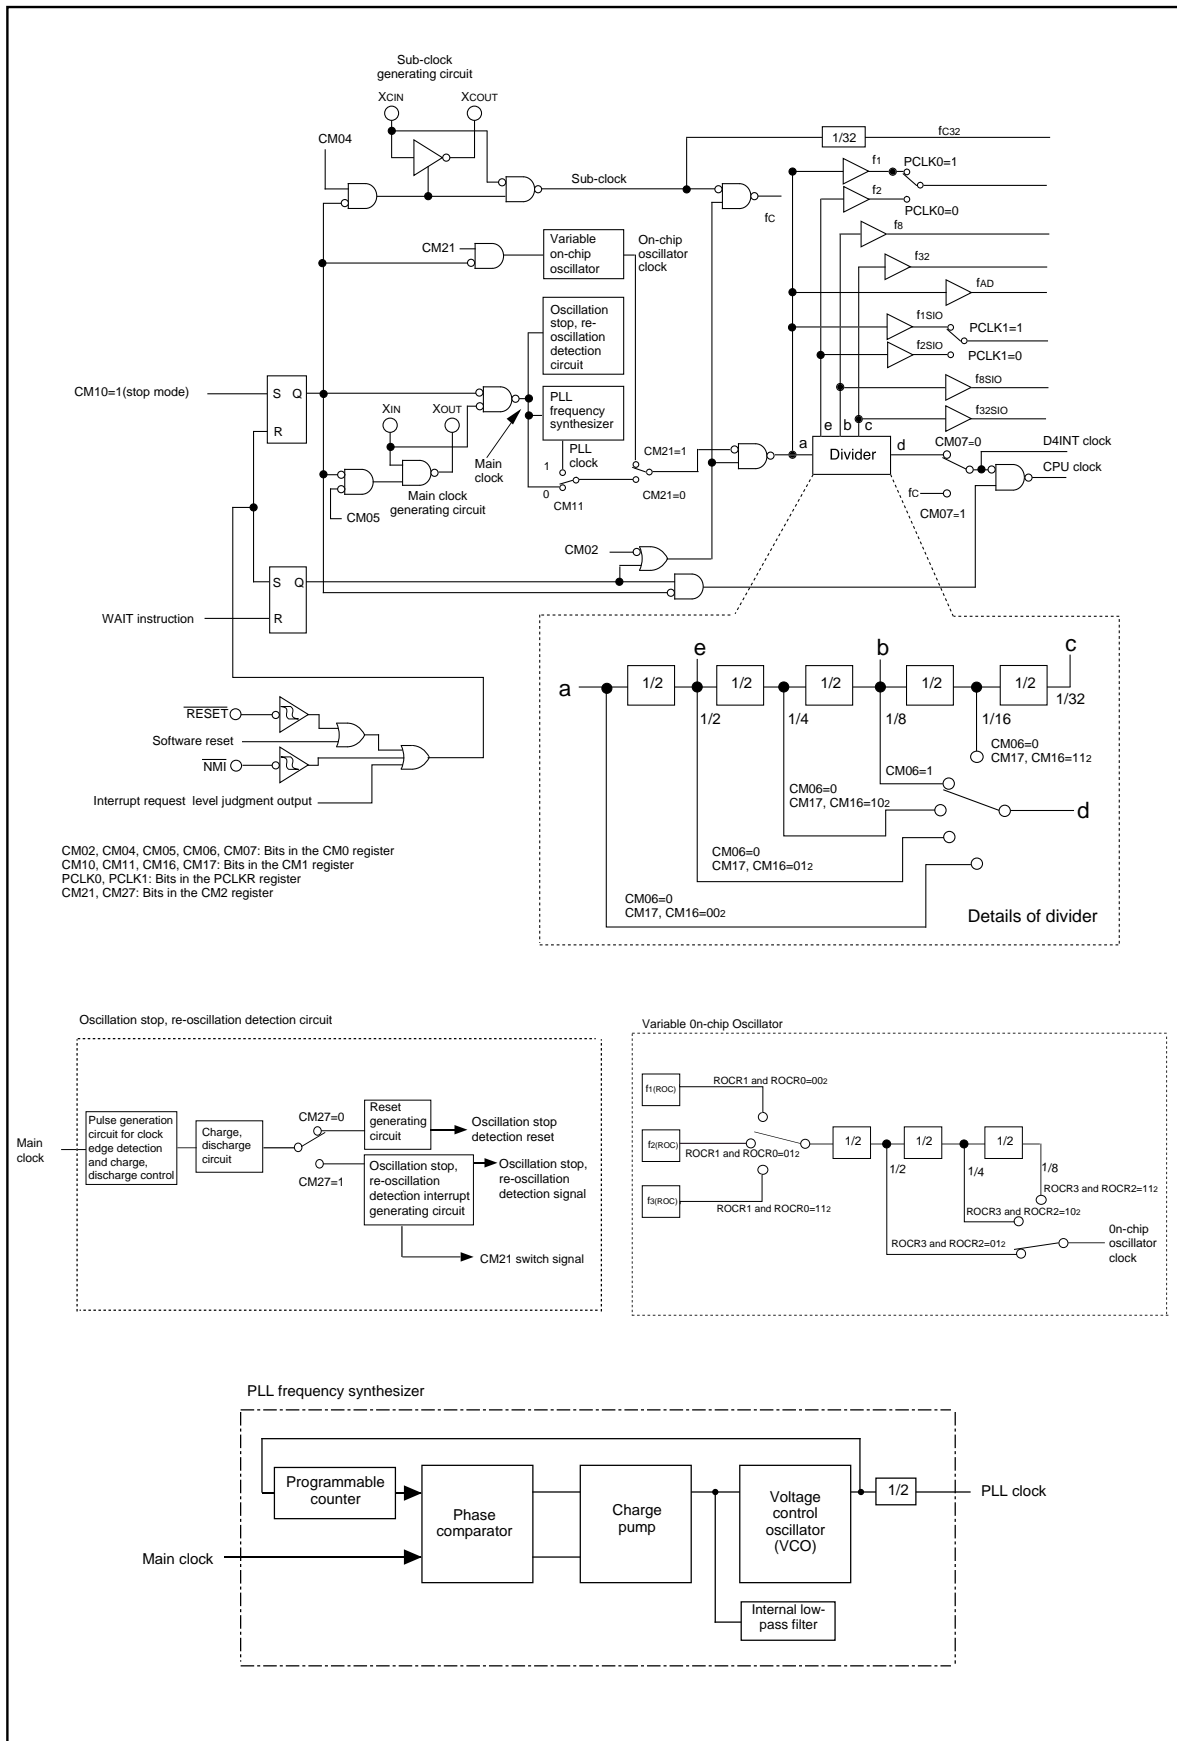 Sub-clock
generating circuit
XCIN
XCOUT
CM04
1/32
fC32
f1
PCLK0=1
Sub-clock
f2
PCLK0=0
fC
f8
CM21
Variable
on-chip
oscillator
On-chip
oscillator
clock
f32
fAD
Oscillation
stop, re-
oscillation
detection
circuit
f1SIO
PCLK1=1
f2SIO
PCLK1=0
CM10=1(stop mode)
S Q
R
XIN
XOUT
PLL
frequency
synthesizer
f8SIO
f32SIO
e b c
Main
clock
PLL
clock
1
0
CM11
CM21=1
CM21=0
a
Divider
d
CM07=0
D4INT clock
CPU clock
Main clock
generating circuit
CM05
fC
CM07=1
CM02
S Q
R
WAIT instruction
RESET
Software reset
NMI
Interrupt request level judgment output
a
1/2
e
1/2
1/2
1/2
1/4
b
1/2
1/8
1/16
1/2
c
1/32
CM06=0
CM17, CM16=112
CM06=1
CM06=0
CM17, CM16=102
d
CM06=0
CM17, CM16=012
CM06=0
CM17, CM16=002
Details of divider
CM02, CM04, CM05, CM06, CM07: Bits in the CM0 register
CM10, CM11, CM16, CM17: Bits in the CM1 register
PCLK0, PCLK1: Bits in the PCLKR register
CM21, CM27: Bits in the CM2 register
Oscillation stop, re-oscillation detection circuit
Main
clock
Pulse generation
circuit for clock
edge detection
and charge,
discharge control
Charge,
discharge
circuit
CM27=0
CM27=1
Reset
generating
circuit
Oscillation stop
detection reset
Oscillation stop,
re-oscillation
detection interrupt
generating circuit
Oscillation stop,
re-oscillation
detection signal
CM21 switch signal
Variable 0n-chip Oscillator
f1(ROC)
ROCR1 and ROCR0=002
f2(ROC)
ROCR1 and ROCR0=012
f3(ROC)
ROCR1 and ROCR0=112
1/2
1/2
1/2
1/2
1/4
1/8
ROCR3 and ROCR2=112
ROCR3 and ROCR2=102
ROCR3 and ROCR2=012
0n-chip
oscillator
clock
PLL frequency synthesizer
Programmable
counter
Main clock
Phase
comparator
Charge
pump
Voltage
control
oscillator
(VCO)
1/2
PLL clock
Internal low-
pass filter